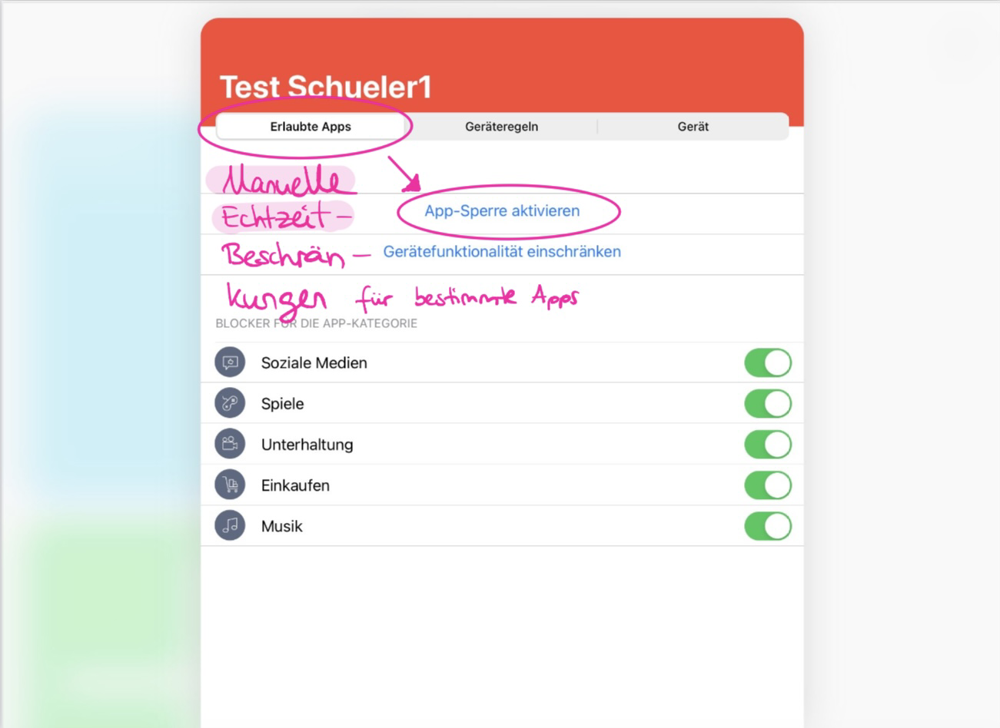 Test Schueler1
Erlaubte Apps Geräteregeln Gerät
Manuelle
Echtzeit-
App-Sperre aktivieren
Beschrän-
Gerätefunktionalität einschränken
kungen für bestimmte Apps
BLOCKER FÜR DIE APP-KATEGORIE
Soziale Medien
Spiele
Unterhaltung
Einkaufen
Musik